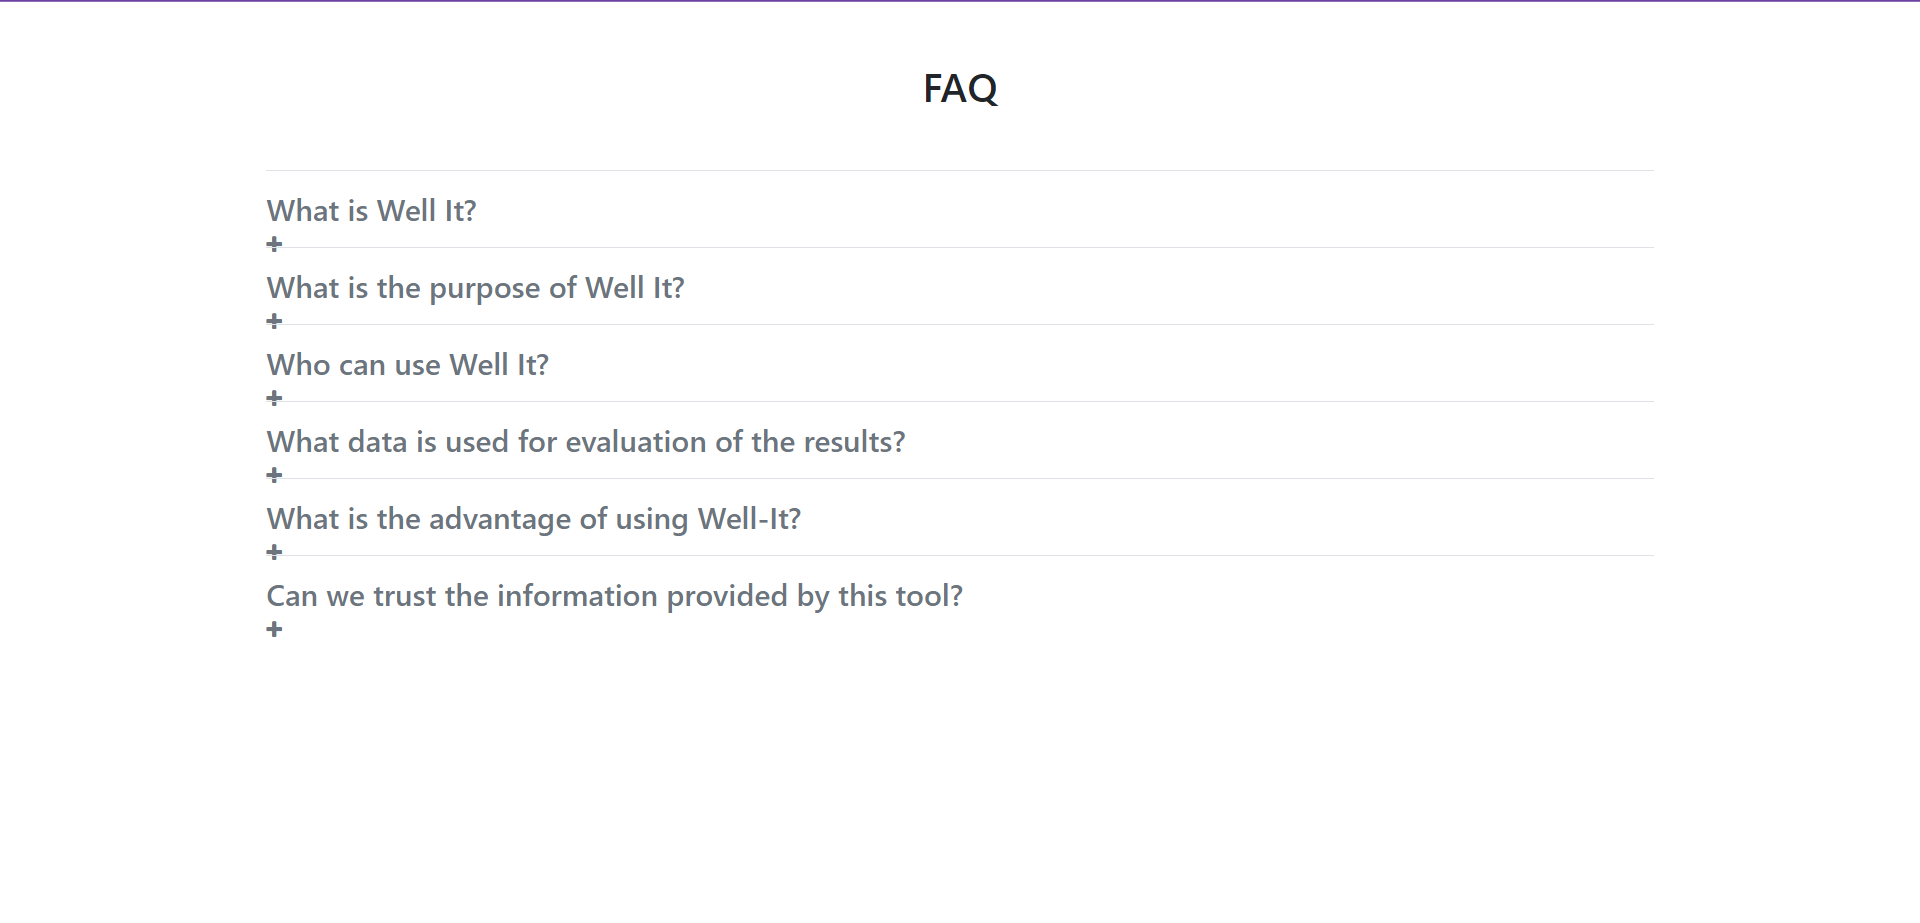 FAQ
What is Well It?
What is the purpose of Well It?
Who can use Well It?
What data is used for evaluation of the results?
What is the advantage of using Well-It?
Can we trust the information provided by this tool?